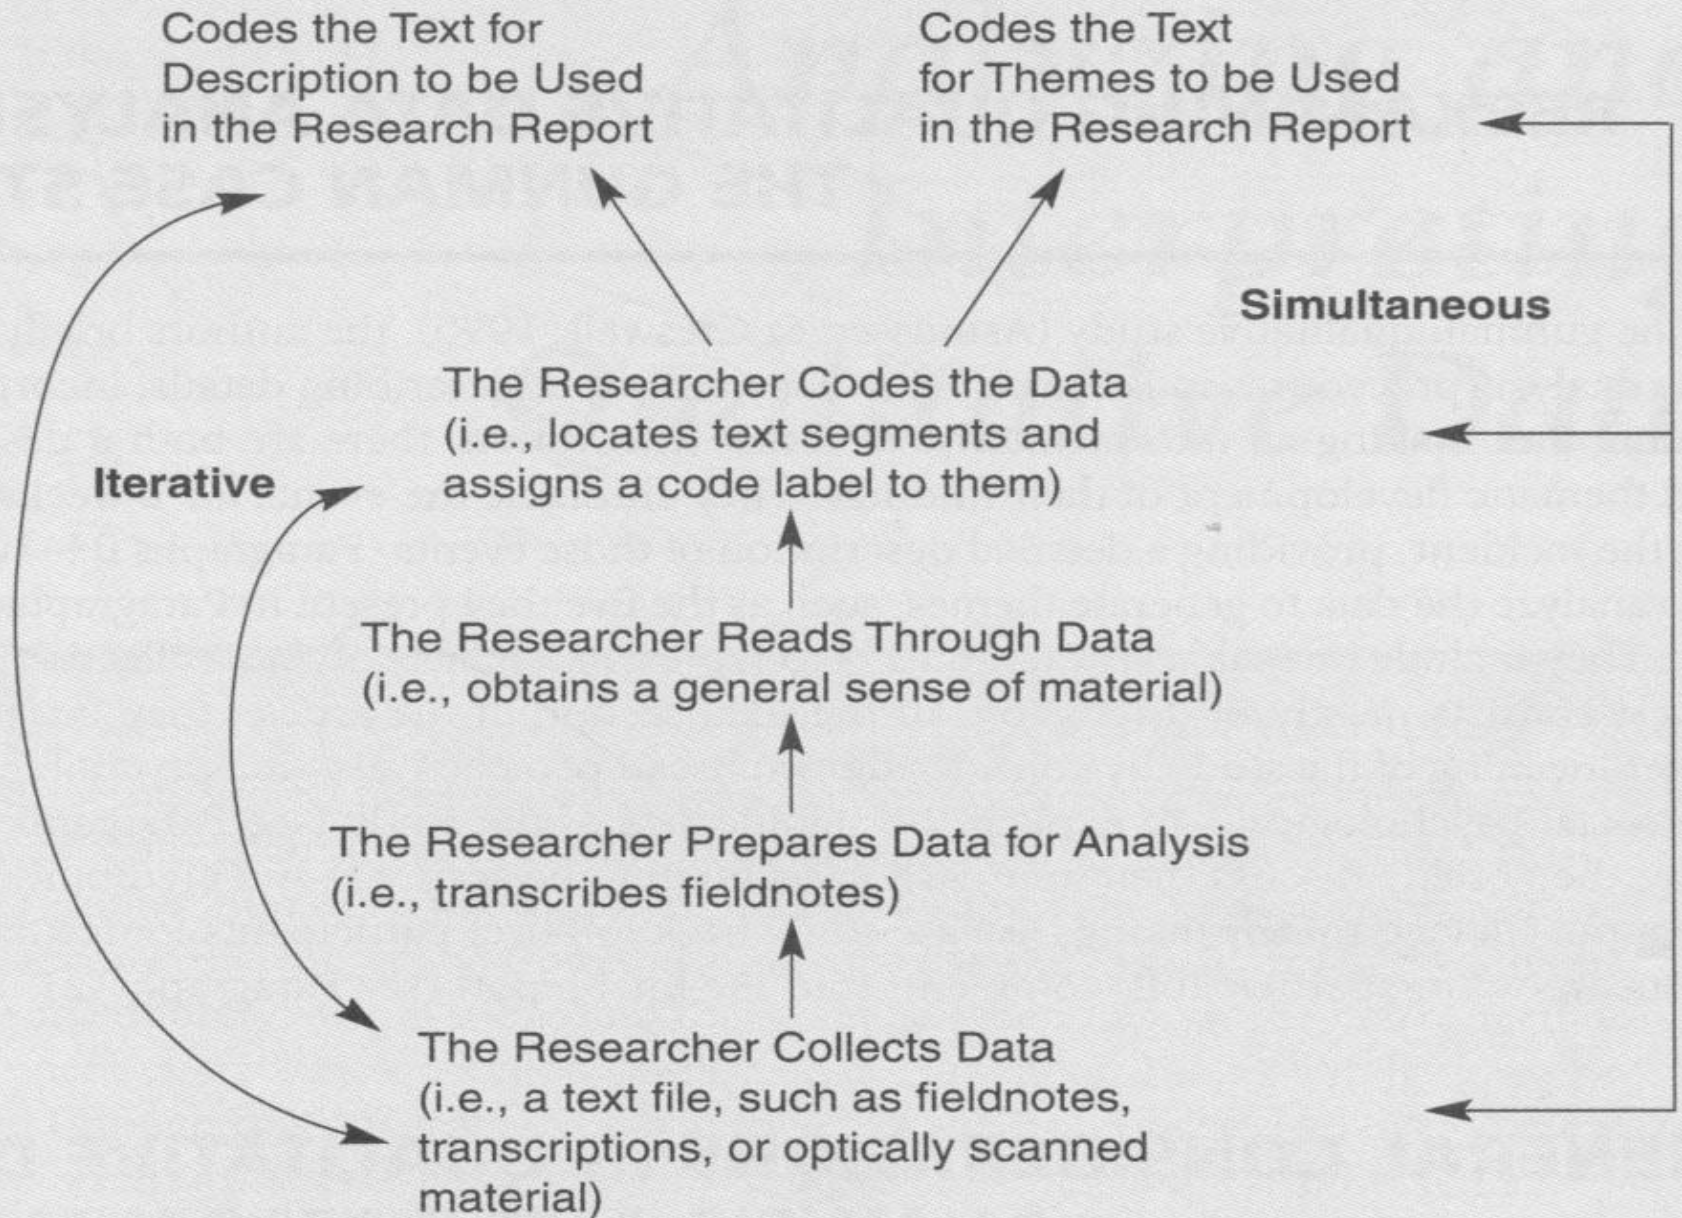 Codes the Text for
Description to be Used
in the Research Report
Codes the Text
for Themes to be Used
in the Research Report
Simultaneous
The Researcher Codes the Data
(i.e., locates text segments and
assigns a code label to them)
Iterative
The Researcher Reads Through Data
(i.e., obtains a general sense of material)
The Researcher Prepares Data for Analysis
(i.e., transcribes fieldnotes)
The Researcher Collects Data
(i.e., a text file, such as fieldnotes,
transcriptions, or optically scanned
material)